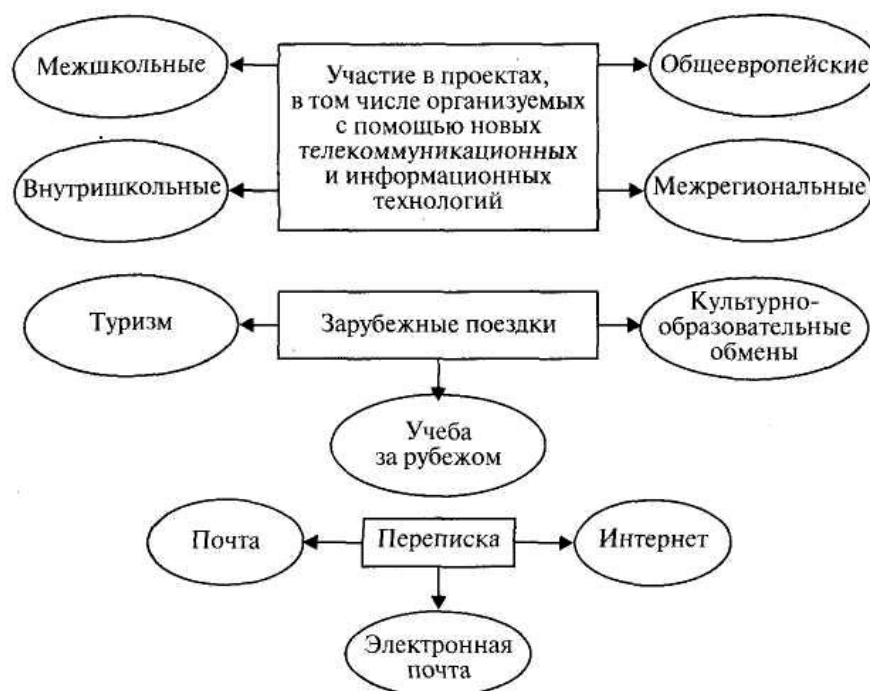 Межшкольные
Участие в проектах,
в том числе организуемых
с помощью новых
телекоммуникационных
и информационных
технологий
Общеевропейские
Внутришкольные
Межрегиональные
Туризм
Зарубежные поездки
Культурно-
образовательные
обмены
Учеба
за рубежом
Почта
Переписка
Интернет
Электронная
почта